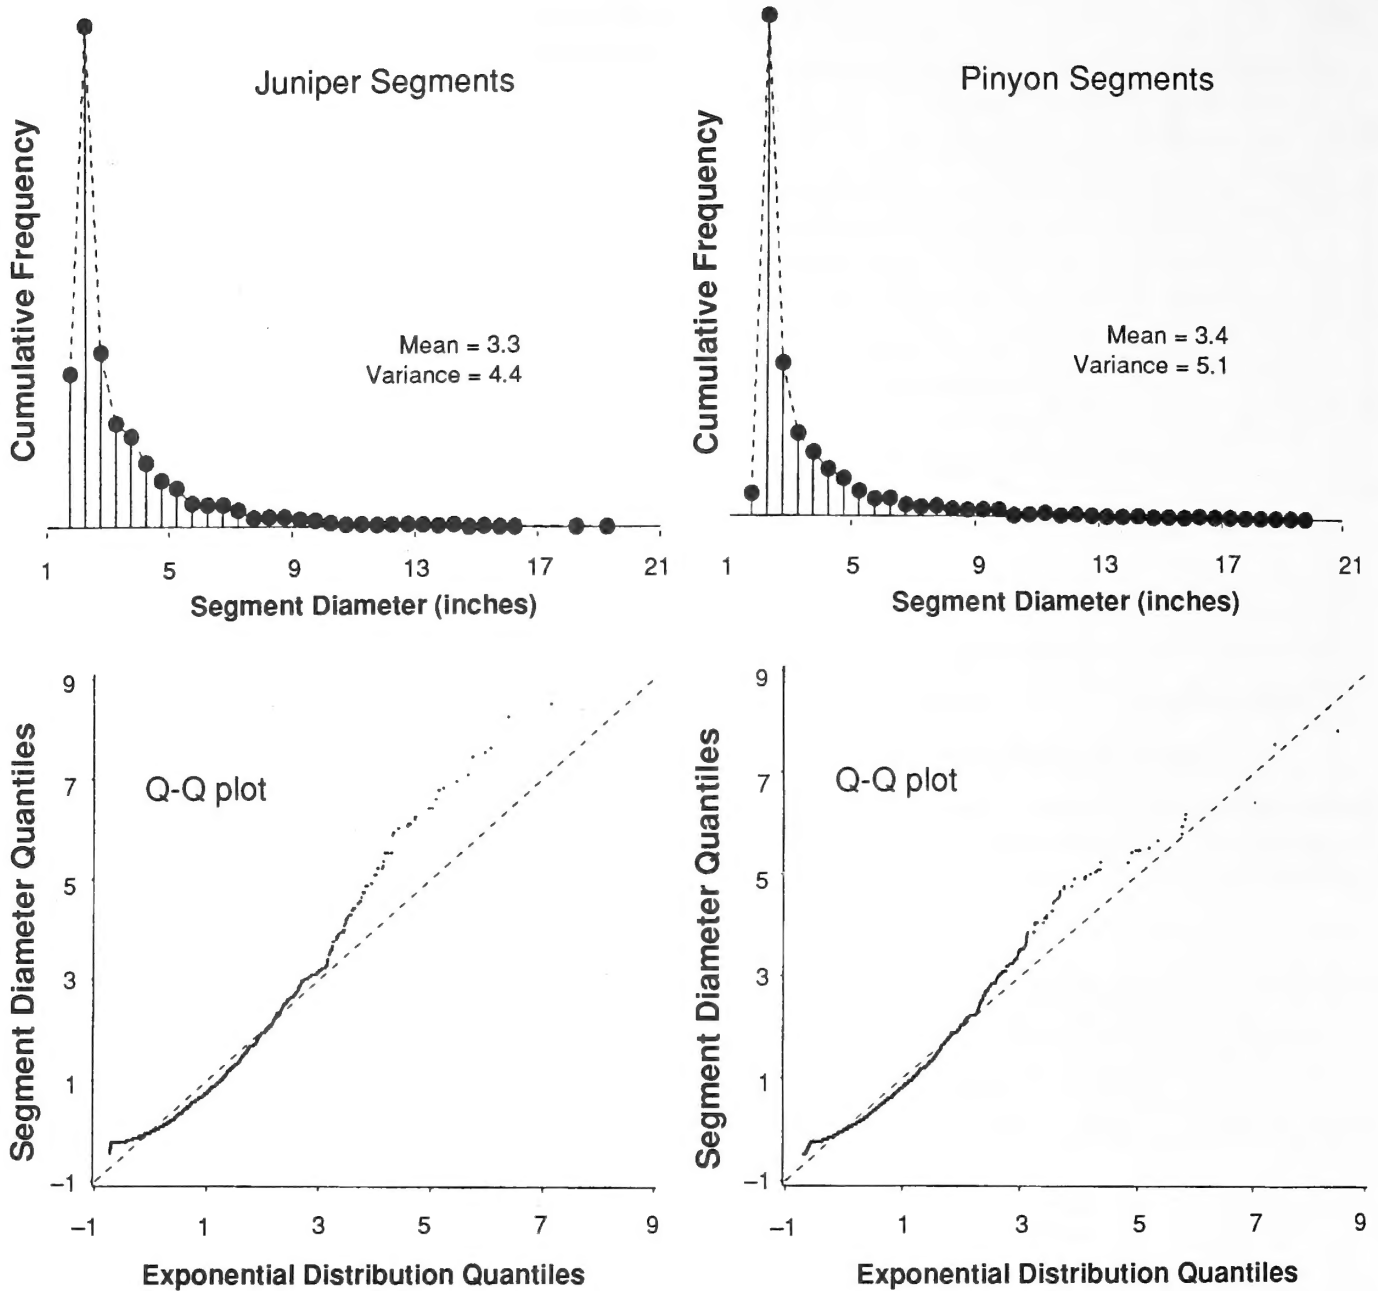 Juniper Segments
Cumulative Frequency
Mean = 3.3
Variance = 4.4
1 5 9 13 17 21
Segment Diameter (inches)
Pinyon Segments
Cumulative Frequency
Mean = 3.4
Variance = 5.1
1 5 9 13 17 21
Segment Diameter (inches)
Q-Q plot
Segment Diameter Quantiles
9
7
5
3
1
–1
–1 1 3 5 7 9
Exponential Distribution Quantiles
Q-Q plot
Segment Diameter Quantiles
9
7
5
3
1
–1
–1 1 3 5 7 9
Exponential Distribution Quantiles